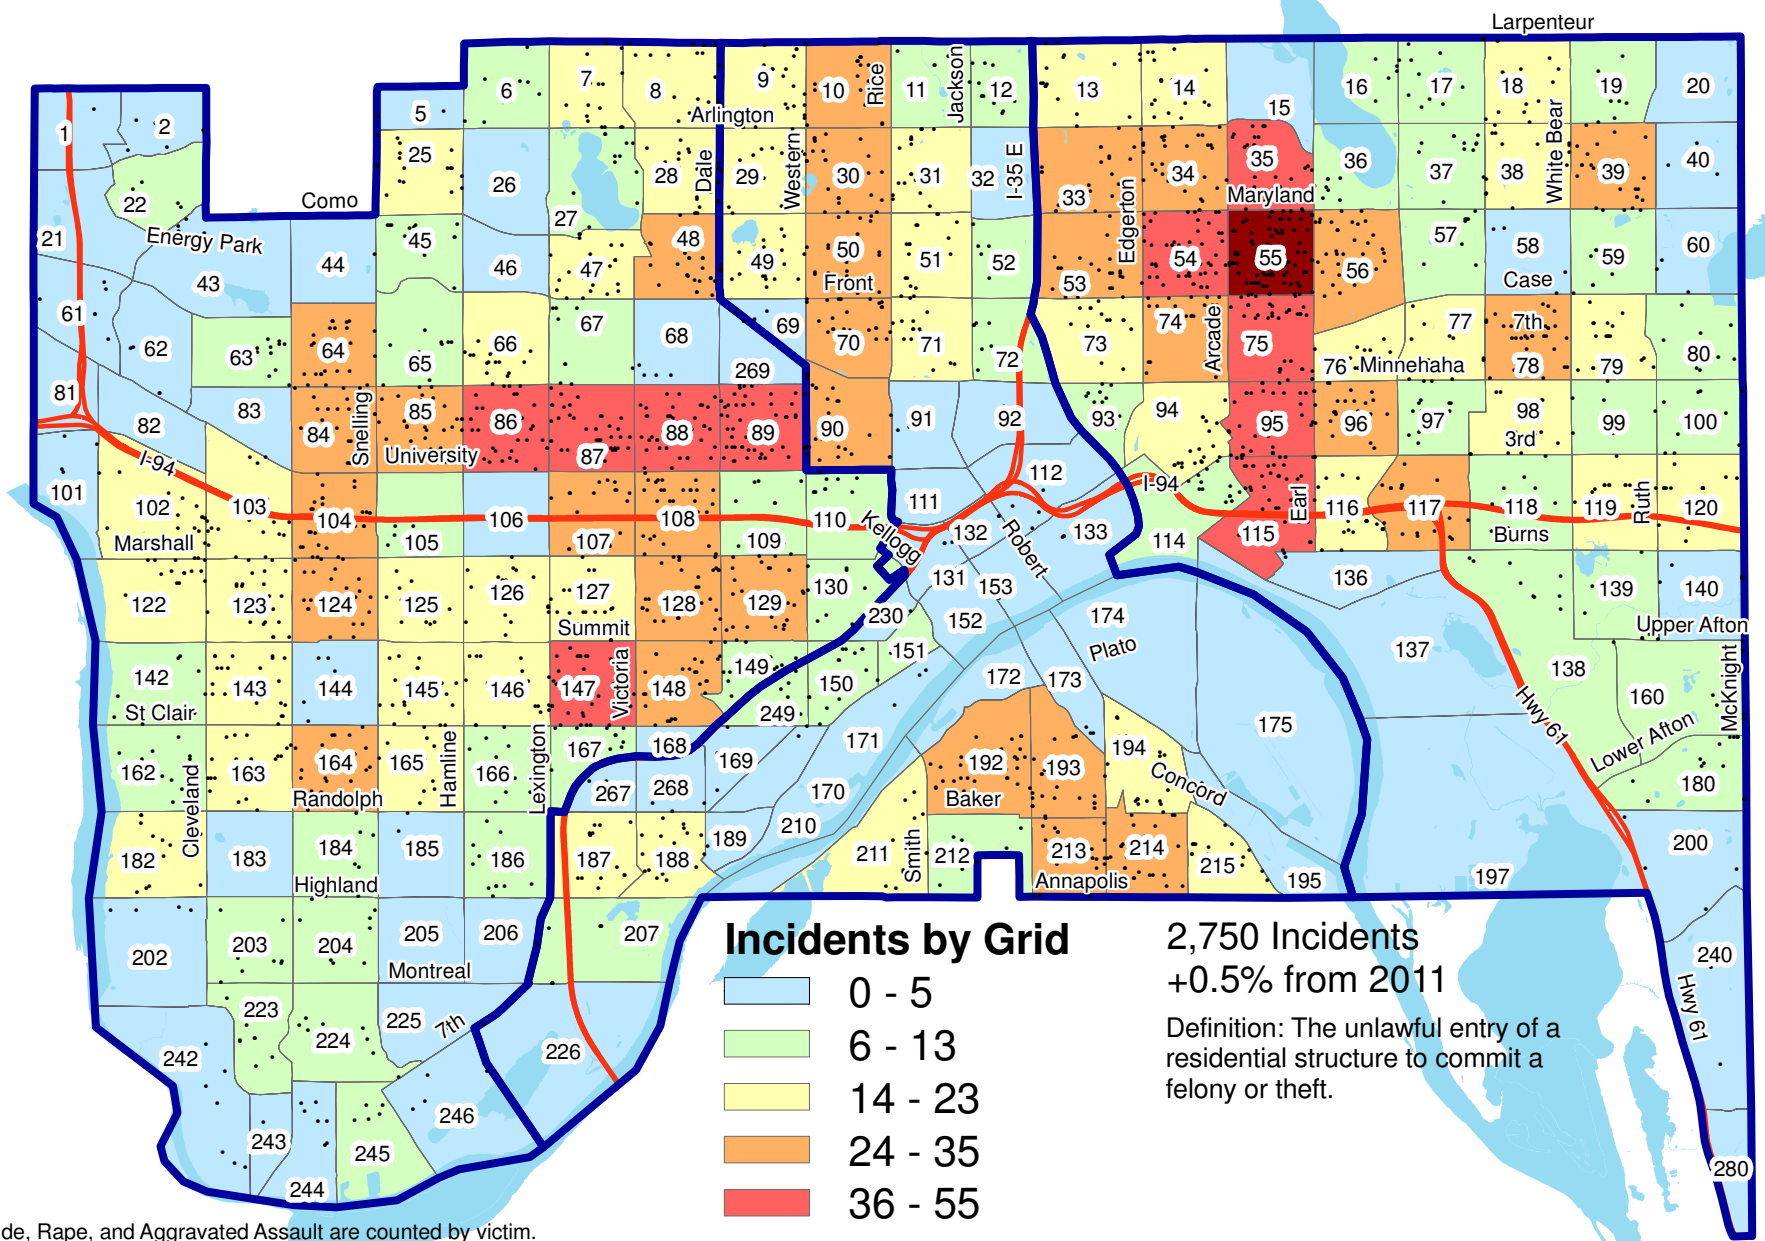 Larpenteur
1 2 5 6 7 8 9 10 Rice 11 Jackson 12 13 14 15 16 17 18 19 20
Arlington
22 25 26 27 28 Dale 29 Western 30 31 32 I-35 E 33 34 35 36 37 38 White Bear 39 40
Como Maryland
21 Energy Park 43 44 45 46 47 48 49 50 51 52 53 Edgerton 54 55 56 57 58 59 60
Front Case
61 62 63 64 65 66 67 68 69 269 70 71 72 73 74 Arcade 75 76 77 7th 78 79 80
Minnehaha
81 82 83 84 Snelling 85 86 87 88 89 90 91 92 93 94 95 96 97 98 99 100
University 3rd
I-94 I-94
101 102 103 104 105 106 107 108 109 110 111 112 Earl 114 115 116 117 118 119 Ruth 120
Marshall Kellogg 132 Robert 133 Burns
122 123 124 125 126 127 128 129 130 131 153 136 139 140
Summit 230 152 174 Upper Afton
142 143 144 145 146 147 Victoria 148 149 150 151 Plato 137 138 160 McKnight
St Clair 249 172 173 175 Hwy 61 Lower Afton
162 Cleveland 163 164 165 Hamline 166 Lexington 167 168 169 171 192 193 194 Concord 180
Randolph 267 268 170 Baker
182 183 184 185 186 187 188 189 210 211 Smith 212 213 214 215 195 197 200
Highland Annapolis
202 203 204 205 206 207 240
Montreal
223 224 225 7th 226 Hwy 61
242 243 244 245 246 280
Incidents by Grid
0 - 5
6 - 13
14 - 23
24 - 35
36 - 55
2,750 Incidents
+0.5% from 2011
Definition: The unlawful entry of a
residential structure to commit a
felony or theft.
de, Rape, and Aggravated Assault are counted by victim.